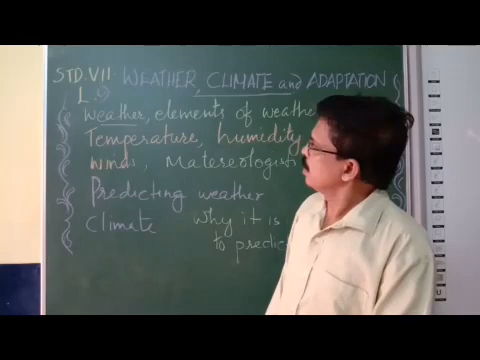 STD.VII. WEATHER, CLIMATE and ADAPTATION
L.9
Weather, elements of weathe
Temperature, humidity
Winds, Matereologist
Predicting weather
Climate why it is
to predic
U